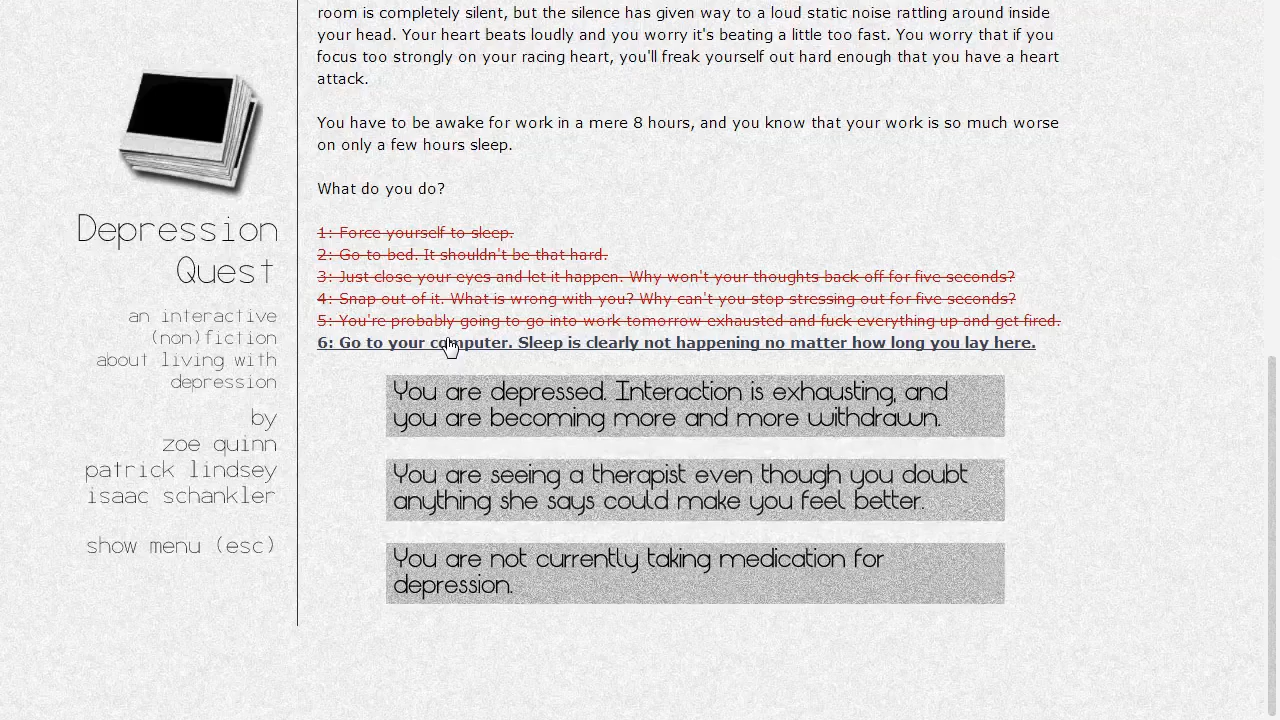 room is completely silent, but the silence has given way to a loud static noise rattling around inside
your head. Your heart beats loudly and you worry it's beating a little too fast. You worry that if you
focus too strongly on your racing heart, you'll freak yourself out hard enough that you have a heart
attack.
You have to be awake for work in a mere 8 hours, and you know that your work is so much worse
on only a few hours sleep.
What do you do?
1: Force yourself to sleep.
2: Go to bed. It shouldn't be that hard.
3: Just close your eyes and let it happen. Why won't your thoughts back off for five seconds?
4: Snap out of it. What is wrong with you? Why can't you stop stressing out for five seconds?
5: You're probably going to go into work tomorrow exhausted and fuck everything up and get fired.
6: Go to your computer. Sleep is clearly not happening no matter how long you lay here.
You are depressed. Interaction is exhausting, and
you are becoming more and more withdrawn.
You are seeing a therapist even though you doubt
anything she says could make you feel better.
You are not currently taking medication for
depression.
Depression
Quest
an interactive
(non)fiction
about living with
depression
by
zoe quinn
patrick lindsey
isaac schankler
show menu (esc)